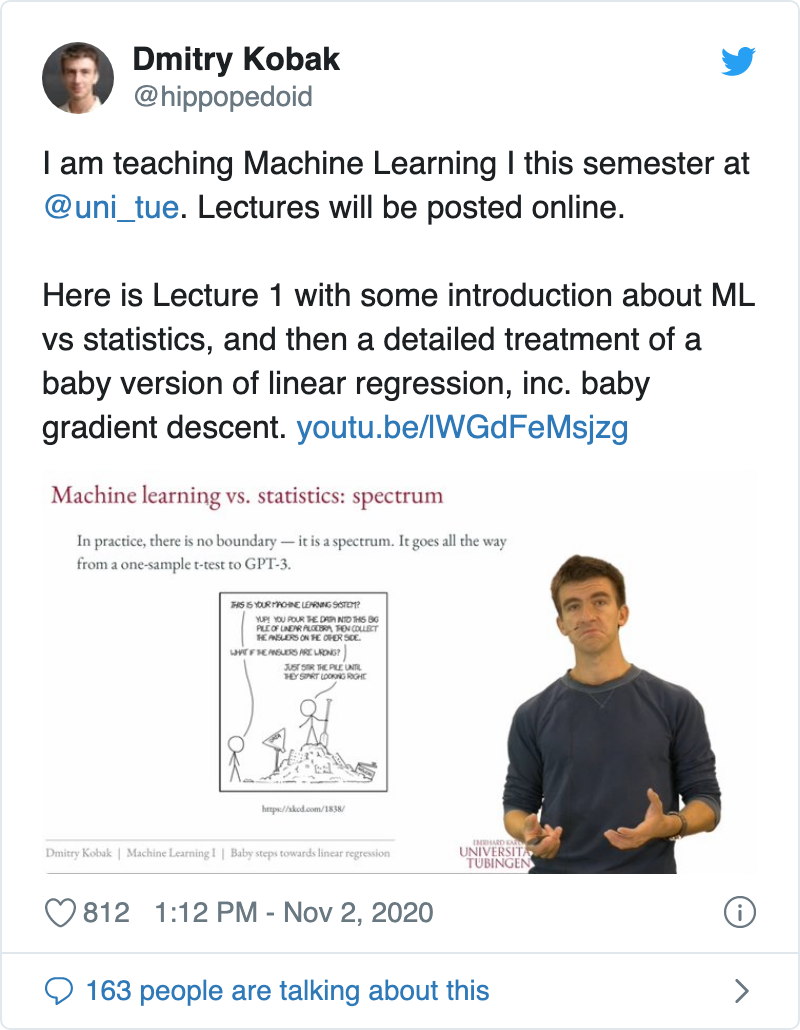 Dmitry Kobak
@hippopedoid
I am teaching Machine Learning I this semester at
@uni_tue. Lectures will be posted online.
Here is Lecture 1 with some introduction about ML
vs statistics, and then a detailed treatment of a
baby version of linear regression, inc. baby
gradient descent. youtu.be/lWGdFeMsjzg
Machine learning vs. statistics: spectrum
In practice, there is no boundary — it is a spectrum. It goes all the way
from a one-sample t-test to GPT-3.
THIS IS YOUR MACHINE LEARNING SYSTEM?
YUP! YOU POUR THE DATA INTO THIS BIG
PILE OF LINEAR ALGEBRA, THEN COLLECT
THE ANSWERS ON THE OTHER SIDE.
WHAT IF THE ANSWERS ARE WRONG?
JUST STIR THE PILE UNTIL
THEY START LOOKING RIGHT.
https://xkcd.com/1838/
Dmitry Kobak | Machine Learning I | Baby steps towards linear regression
EBERHARD KARL
UNIVERSITÄ
TÜBINGEN
812 1:12 PM - Nov 2, 2020
163 people are talking about this